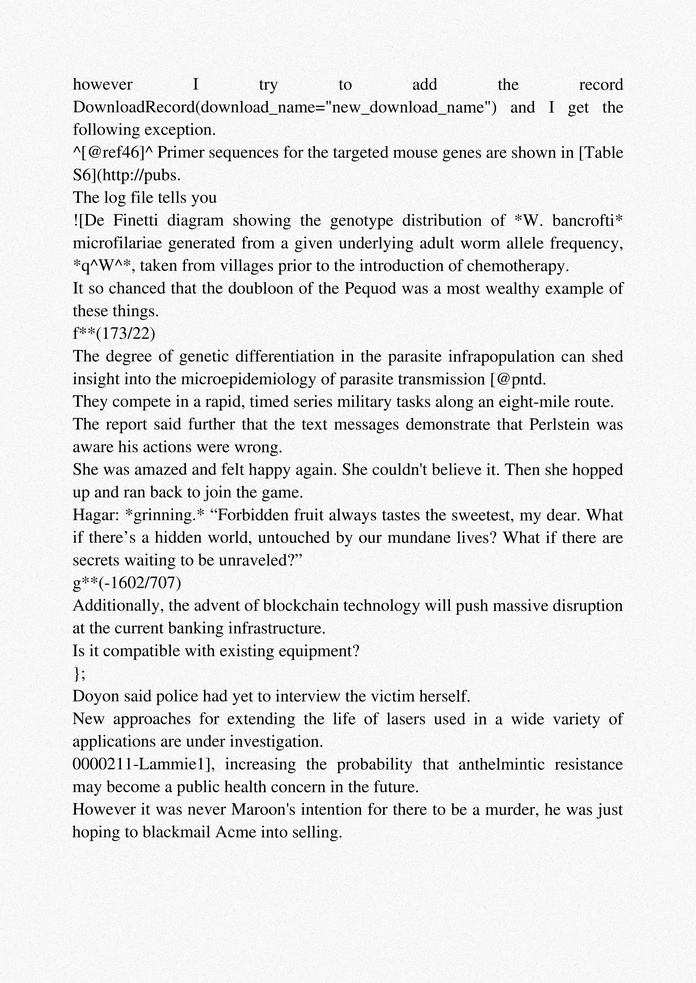 however I try to add the record
DownloadRecord(download_name="new_download_name") and I get the
following exception.
^[@ref46]^ Primer sequences for the targeted mouse genes are shown in [Table
S6](http://pubs.
The log file tells you
![De Finetti diagram showing the genotype distribution of *W. bancrofti*
microfilariae generated from a given underlying adult worm allele frequency,
*q^W^*, taken from villages prior to the introduction of chemotherapy.
It so chanced that the doubloon of the Pequod was a most wealthy example of
these things.
f**(173/22)
The degree of genetic differentiation in the parasite infrapopulation can shed
insight into the microepidemiology of parasite transmission [@pntd.
They compete in a rapid, timed series military tasks along an eight-mile route.
The report said further that the text messages demonstrate that Perlstein was
aware his actions were wrong.
She was amazed and felt happy again. She couldn't believe it. Then she hopped
up and ran back to join the game.
Hagar: *grinning.* “Forbidden fruit always tastes the sweetest, my dear. What
if there’s a hidden world, untouched by our mundane lives? What if there are
secrets waiting to be unraveled?”
g**(-1602/707)
Additionally, the advent of blockchain technology will push massive disruption
at the current banking infrastructure.
Is it compatible with existing equipment?
};
Doyon said police had yet to interview the victim herself.
New approaches for extending the life of lasers used in a wide variety of
applications are under investigation.
0000211-Lammie1], increasing the probability that anthelmintic resistance
may become a public health concern in the future.
However it was never Maroon's intention for there to be a murder, he was just
hoping to blackmail Acme into selling.